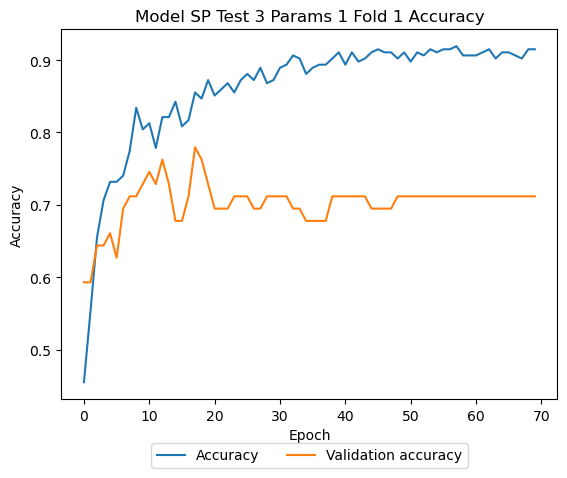 Model SP Test 3 Params 1 Fold 1 Accuracy
0.9
0.8
0.7
0.6
0.5
Accuracy
0 10 20 30 40 50 60 70
Epoch
Accuracy Validation accuracy